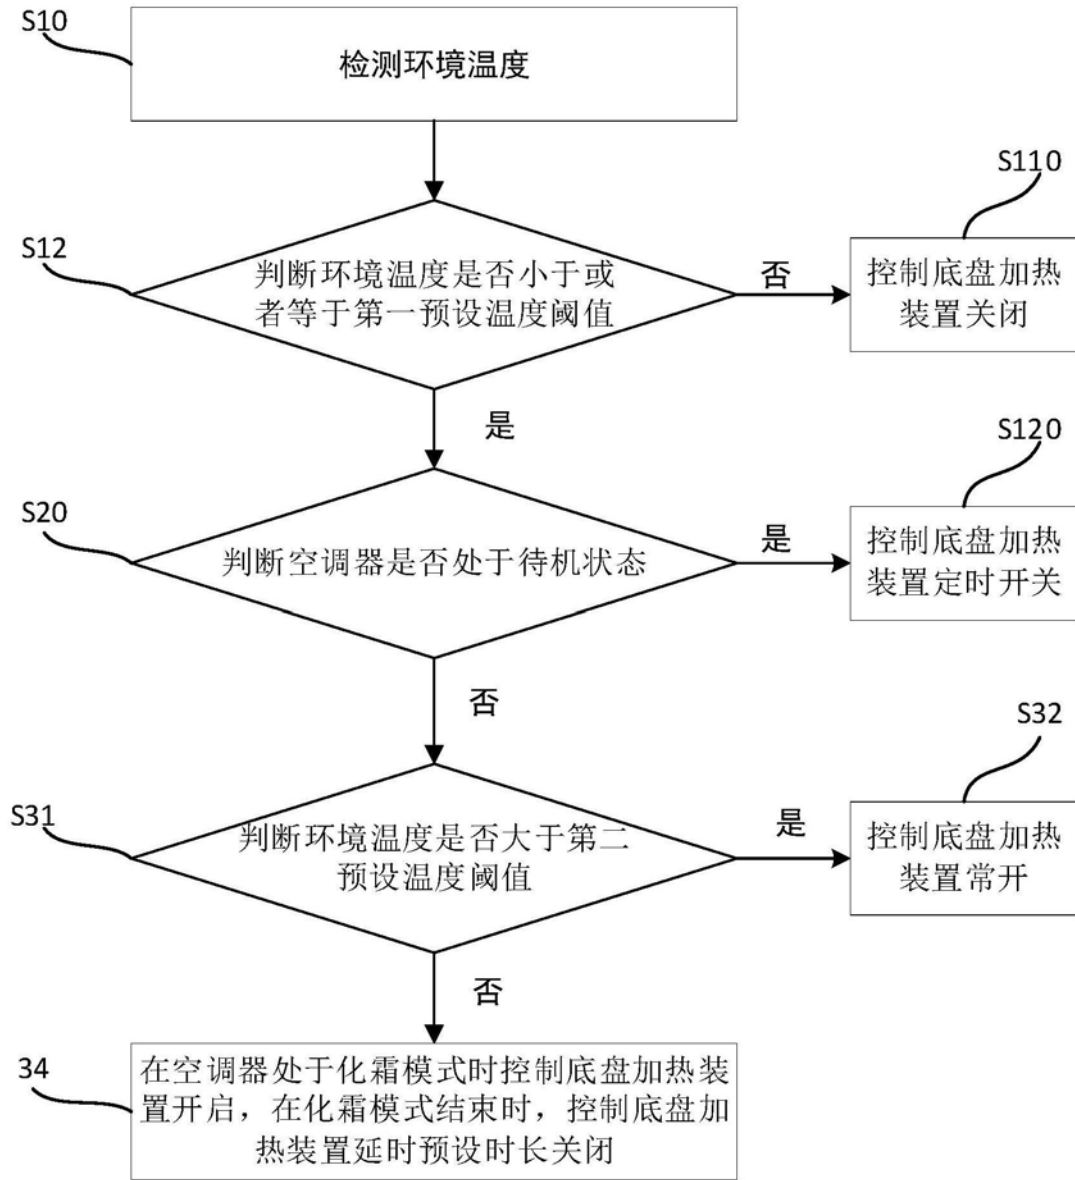 S10
检测环境温度
S110
S12
判断环境温度是否小于或
者等于第一预设温度阈值
否
控制底盘加热
装置关闭
是
S120
S20
判断空调器是否处于待机状态
是
控制底盘加热
装置定时开关
否
S32
S31
判断环境温度是否大于第二
预设温度阈值
是
控制底盘加热
装置常开
否
34
在空调器处于化霜模式时控制底盘加热装
置开启，在化霜模式结束时，控制底盘加
热装置延时预设时长关闭